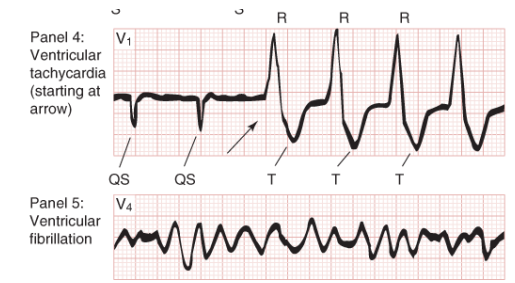 S S
R R R
Panel 4:
Ventricular
tachycardia
(starting at
arrow)
V1
QS QS T T T
Panel 5:
Ventricular
fibrillation
V4